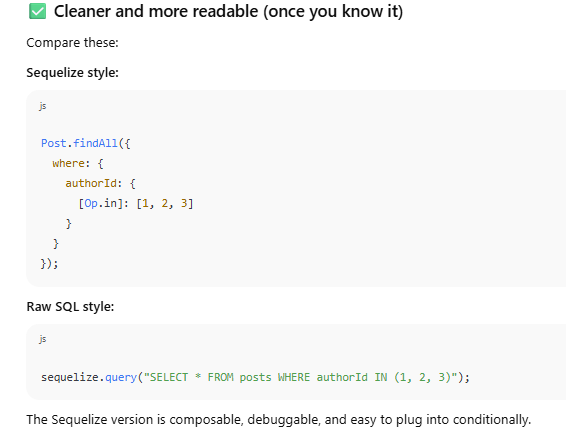 ✅ Cleaner and more readable (once you know it)
Compare these:
Sequelize style:
js
Post.findAll({
  where: {
    authorId: {
      [Op.in]: [1, 2, 3]
    }
  }
});
Raw SQL style:
js
sequelize.query("SELECT * FROM posts WHERE authorId IN (1, 2, 3)");
The Sequelize version is composable, debuggable, and easy to plug into conditionally.